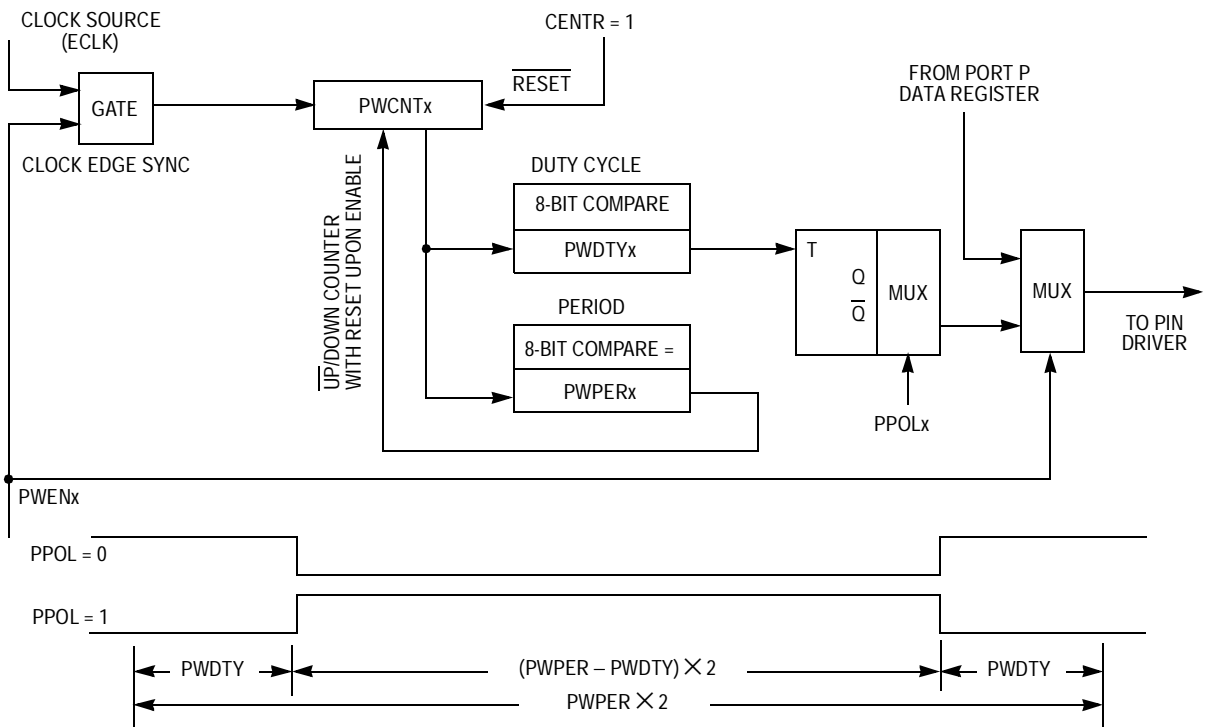 CLOCK SOURCE
(ECLK)
CENTR = 1
RESET
FROM PORT P
DATA REGISTER
GATE
PWCNTx
CLOCK EDGE SYNC
UP/DOWN COUNTER
WITH RESET UPON ENABLE
DUTY CYCLE
8-BIT COMPARE
PWDTYx
T
Q
Q̅
MUX
MUX
PERIOD
8-BIT COMPARE =
PWPERx
TO PIN
DRIVER
PPOLx
PWENx
PPOL = 0
PPOL = 1
PWDTY
(PWPER – PWDTY) × 2
PWDTY
PWPER × 2